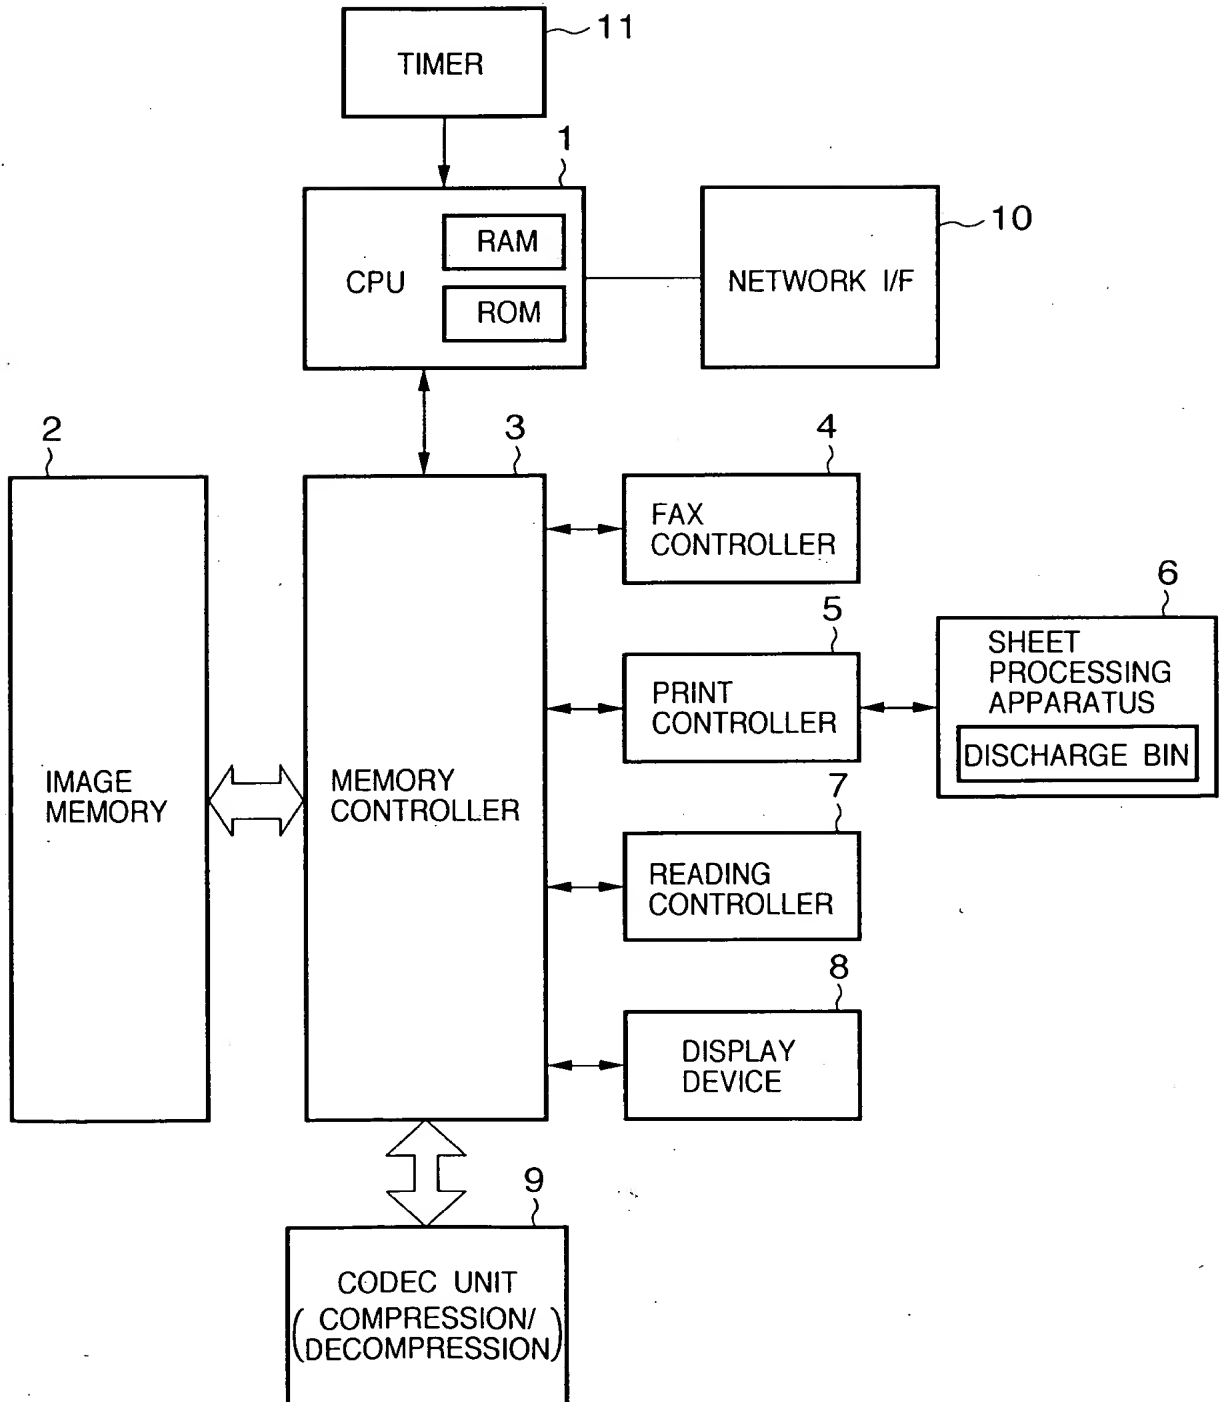 11
TIMER
1
RAM
CPU
ROM
10
NETWORK I/F
2
3
4
FAX
CONTROLLER
5
6
SHEET
PROCESSING
APPARATUS
DISCHARGE BIN
PRINT
CONTROLLER
IMAGE
MEMORY
MEMORY
CONTROLLER
7
READING
CONTROLLER
8
DISPLAY
DEVICE
9
CODEC UNIT
(COMPRESSION/
DECOMPRESSION)